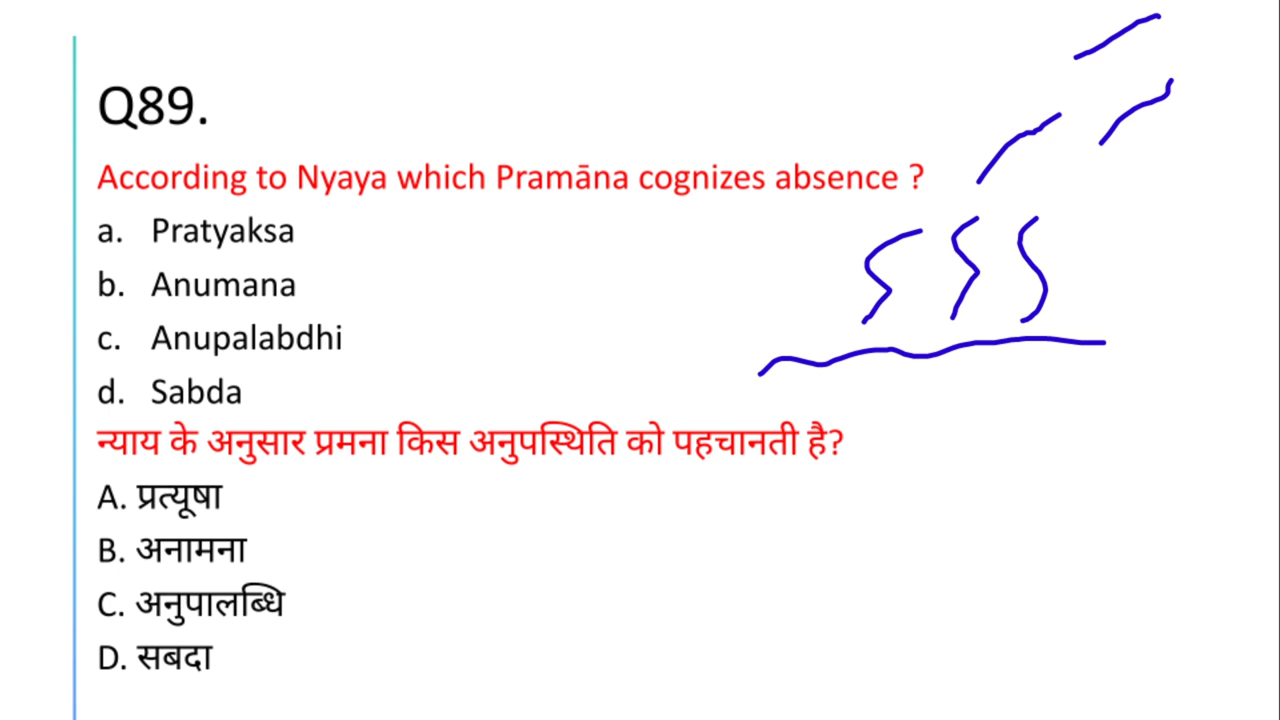 Q89.
According to Nyaya which Pramāna cognizes absence ?
a. Pratyaksa
b. Anumana
c. Anupalabdhi
d. Sabda
न्याय के अनुसार प्रमना किस अनुपस्थिति को पहचानती है?
A. प्रत्यूषा
B. अनामना
C. अनुपालब्धि
D. सबदा